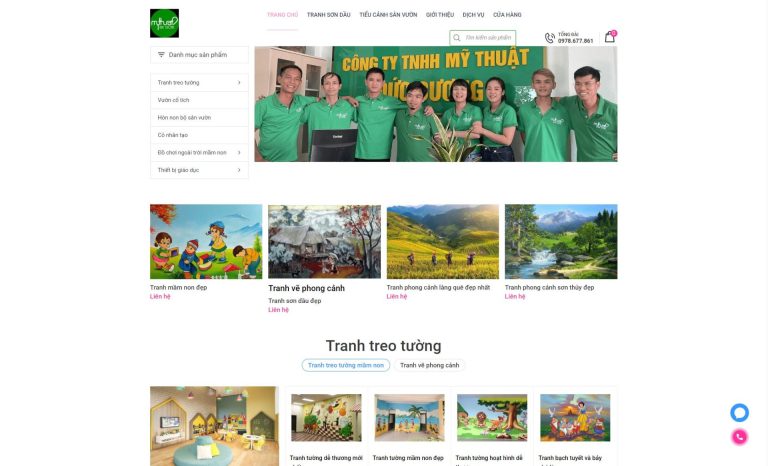 TRANG CHỦ TRANH SƠN DẦU TIỂU CẢNH SÂN VƯỜN GIỚI THIỆU DỊCH VỤ CỬA HÀNG
mythuat
Tìm kiếm sản phẩm
TỔNG ĐÀI
0978.677.861
0
Danh mục sản phẩm
Tranh treo tường
Vườn cổ tích
Hòn non bộ sân vườn
Cỏ nhân tạo
Đồ chơi ngoài trời mầm non
Thiết bị giáo dục
CÔNG TY TNHH MỸ THUẬT
ĐỨC DƯƠNG
Tranh mầm non đẹp
Liên hệ
Tranh vẽ phong cảnh
Tranh sơn dầu đẹp
Liên hệ
Tranh phong cảnh làng quê đẹp nhất
Liên hệ
Tranh phong cảnh sơn thủy đẹp
Liên hệ
Tranh treo tường
Tranh treo tường mầm non Tranh vẽ phong cảnh
Tranh tường dễ thương mới
Tranh tường mầm non đẹp
Tranh tường hoạt hình dễ
Tranh bạch tuyết và bảy